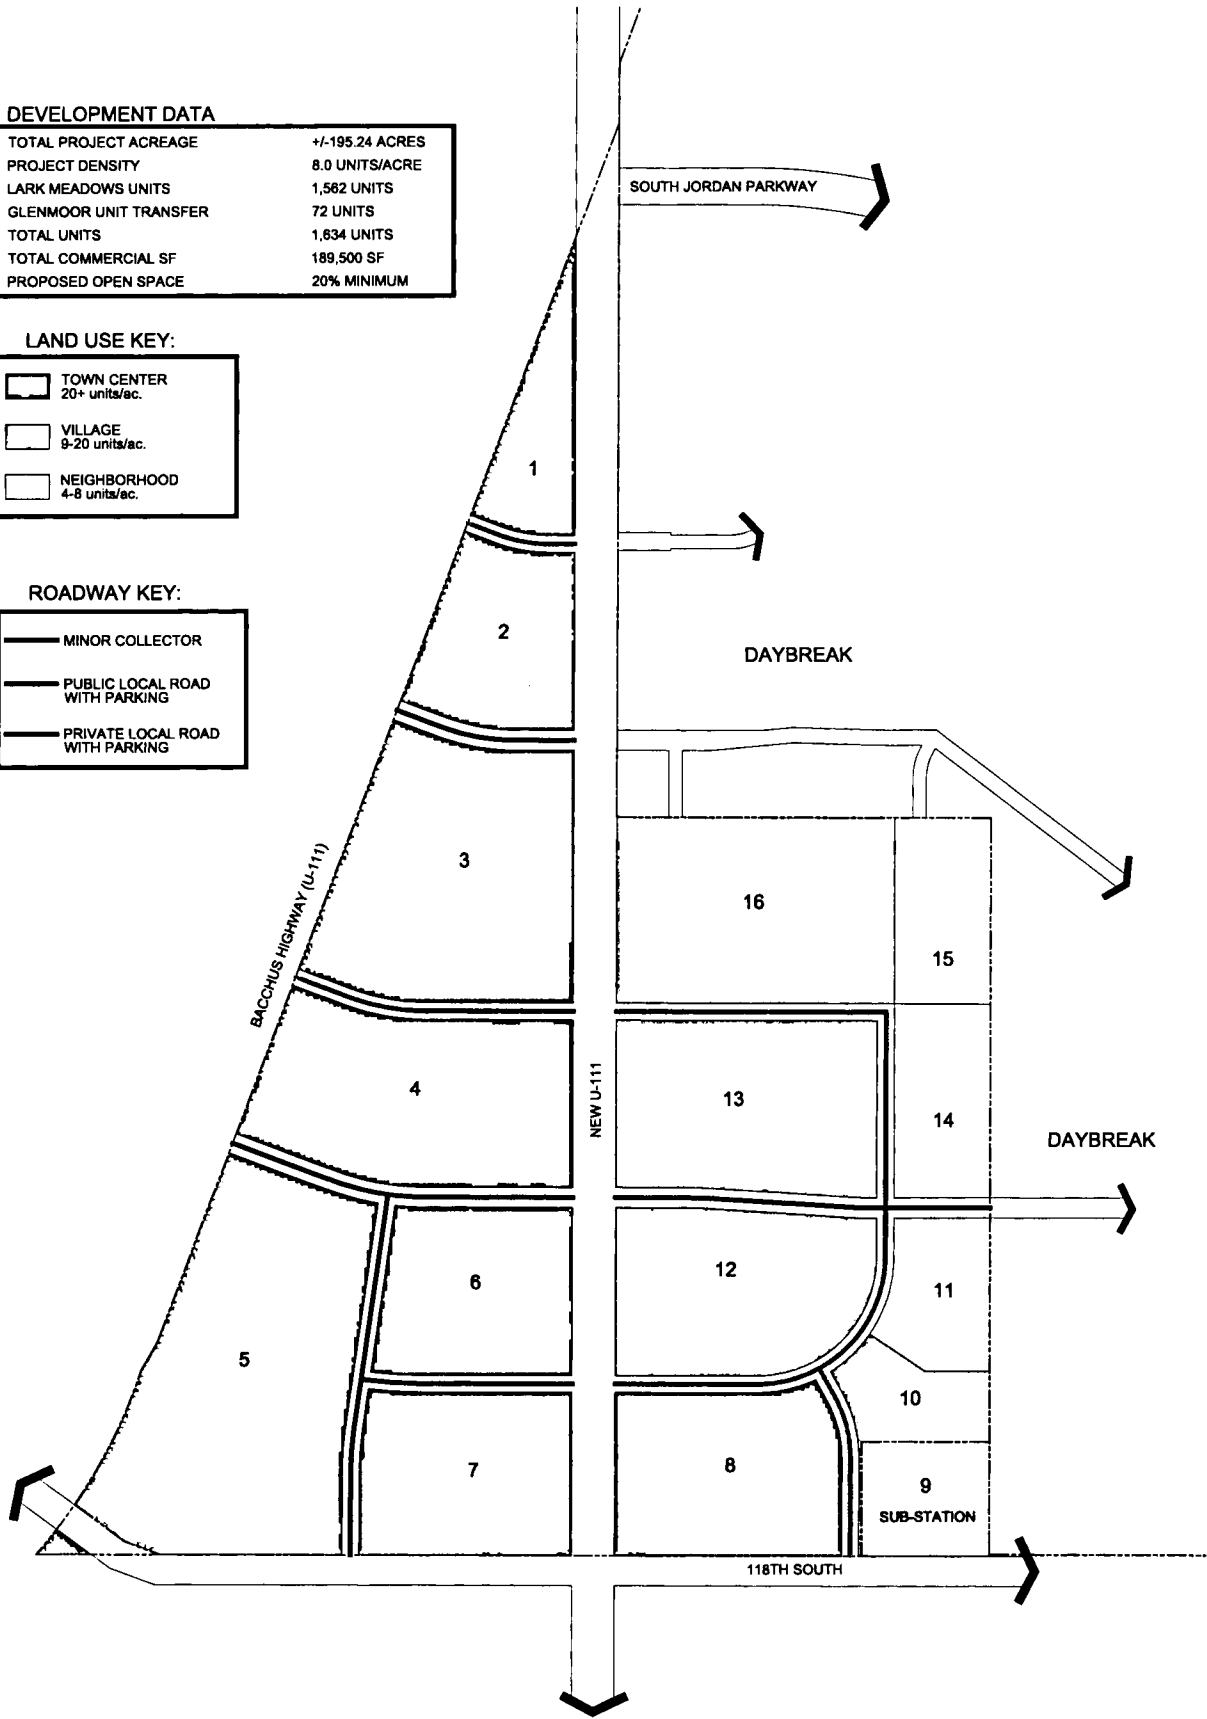 DEVELOPMENT DATA
TOTAL PROJECT ACREAGE +/-195.24 ACRES
PROJECT DENSITY 8.0 UNITS/ACRE
LARK MEADOWS UNITS 1,562 UNITS
GLENMOOR UNIT TRANSFER 72 UNITS
TOTAL UNITS 1,634 UNITS
TOTAL COMMERCIAL SF 189,500 SF
PROPOSED OPEN SPACE 20% MINIMUM
LAND USE KEY:
TOWN CENTER
20+ units/ac.
VILLAGE
9-20 units/ac.
NEIGHBORHOOD
4-8 units/ac.
ROADWAY KEY:
MINOR COLLECTOR
PUBLIC LOCAL ROAD
WITH PARKING
PRIVATE LOCAL ROAD
WITH PARKING
SOUTH JORDAN PARKWAY
1
2
DAYBREAK
3
BACCHUS HIGHWAY (U-111)
16
15
4
NEW U-111
13
14
DAYBREAK
5
6
12
11
10
7
8
9
SUB-STATION
118TH SOUTH